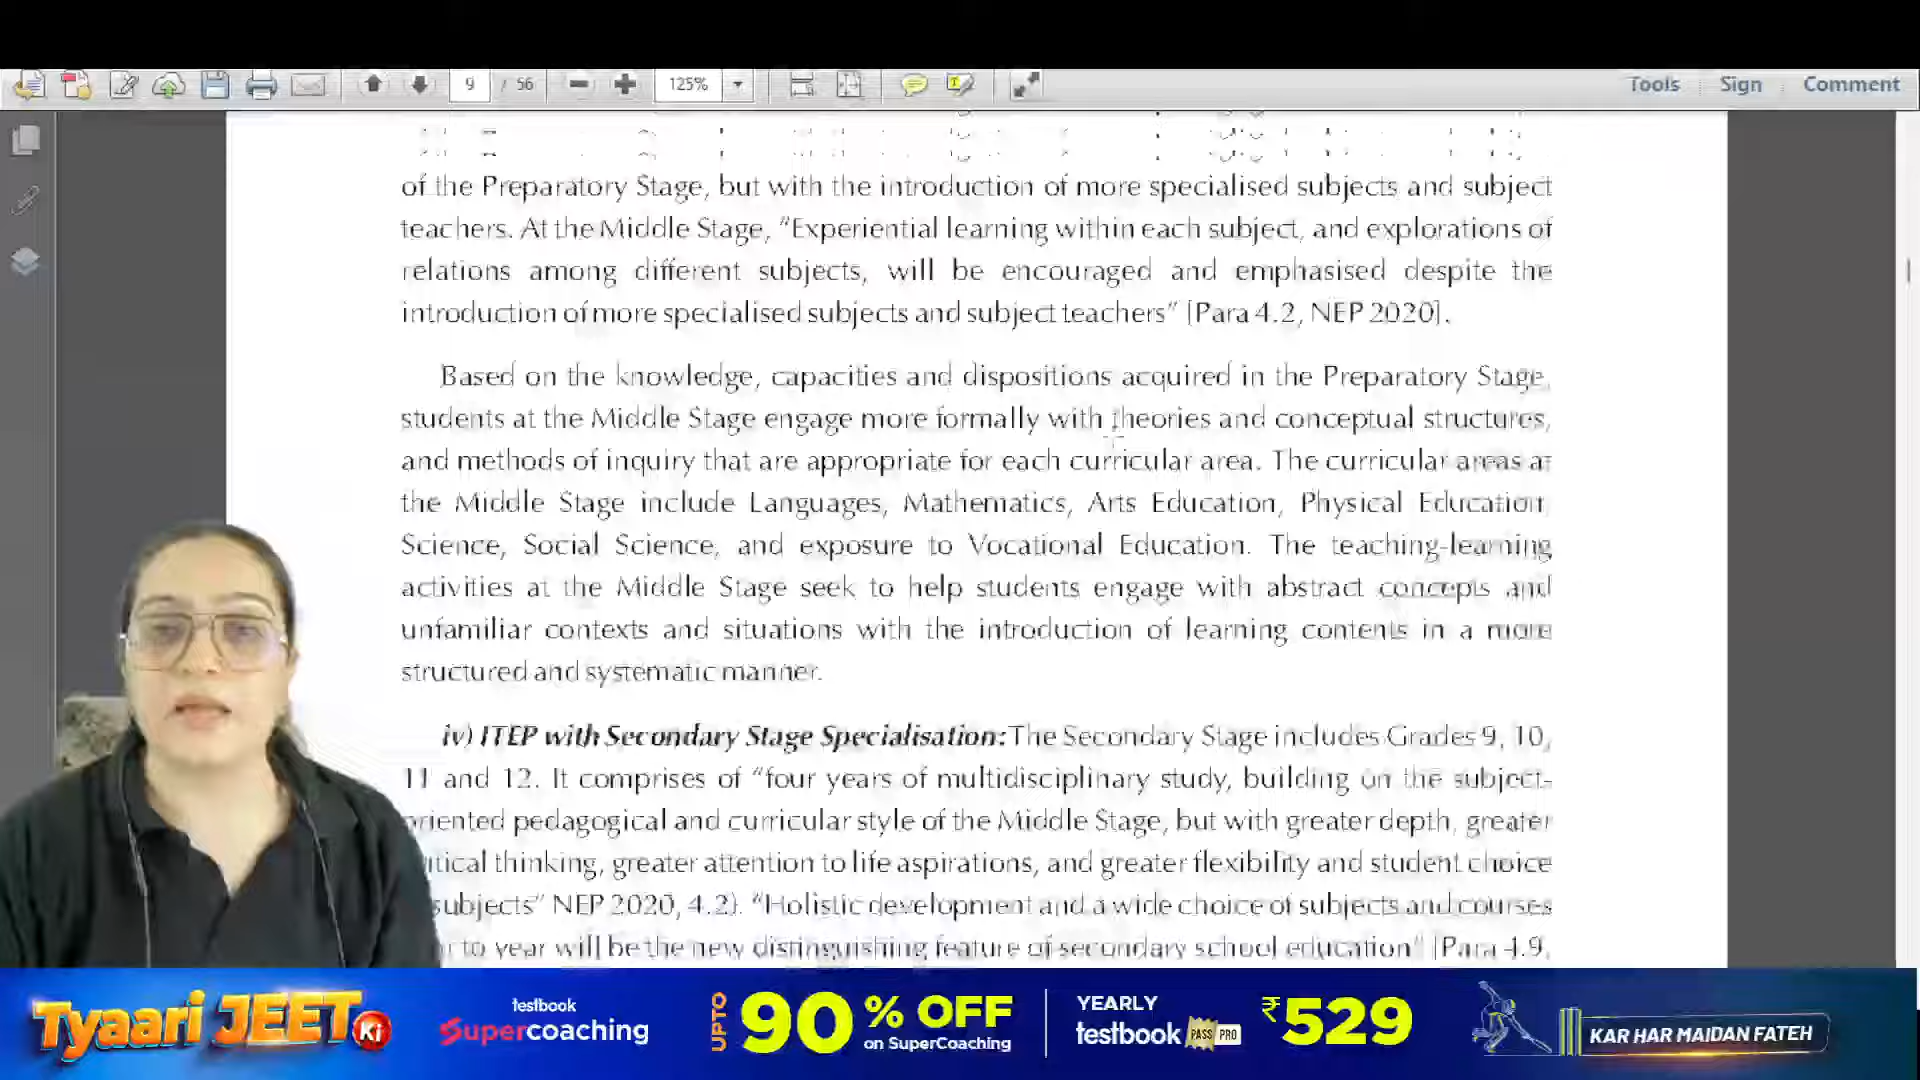 9 / 56
125%
Tools
Sign
Comment
of the Preparatory Stage, but with the introduction of more specialised subjects and subject
teachers. At the Middle Stage, “Experiential learning within each subject, and explorations of
relations among different subjects, will be encouraged and emphasised despite the
introduction of more specialised subjects and subject teachers” [Para 4.2, NEP 2020].
Based on the knowledge, capacities and dispositions acquired in the Preparatory Stage,
students at the Middle Stage engage more formally with theories and conceptual structures,
and methods of inquiry that are appropriate for each curricular area. The curricular areas at
the Middle Stage include Languages, Mathematics, Arts Education, Physical Education,
Science, Social Science, and exposure to Vocational Education. The teaching-learning
activities at the Middle Stage seek to help students engage with abstract concepts and
unfamiliar contexts and situations with the introduction of learning contents in a more
structured and systematic manner.
iv) ITEP with Secondary Stage Specialisation: The Secondary Stage includes Grades 9, 10,
11 and 12. It comprises of “four years of multidisciplinary study, building on the subject-
oriented pedagogical and curricular style of the Middle Stage, but with greater depth, greater
thinking, greater attention to life aspirations, and greater flexibility and student choice
subjects” NEP 2020, 4.2). “Holistic development and a wide choice of subjects and courses
to year will be the new distinguishing feature of secondary school education” [Para 4.9,
Tyaari JEET Ki
testbook
Supercoaching
UPTO
90% OFF
on SuperCoaching
YEARLY
testbook PASS PRO
₹529
KAR HAR MAIDAN FATEH